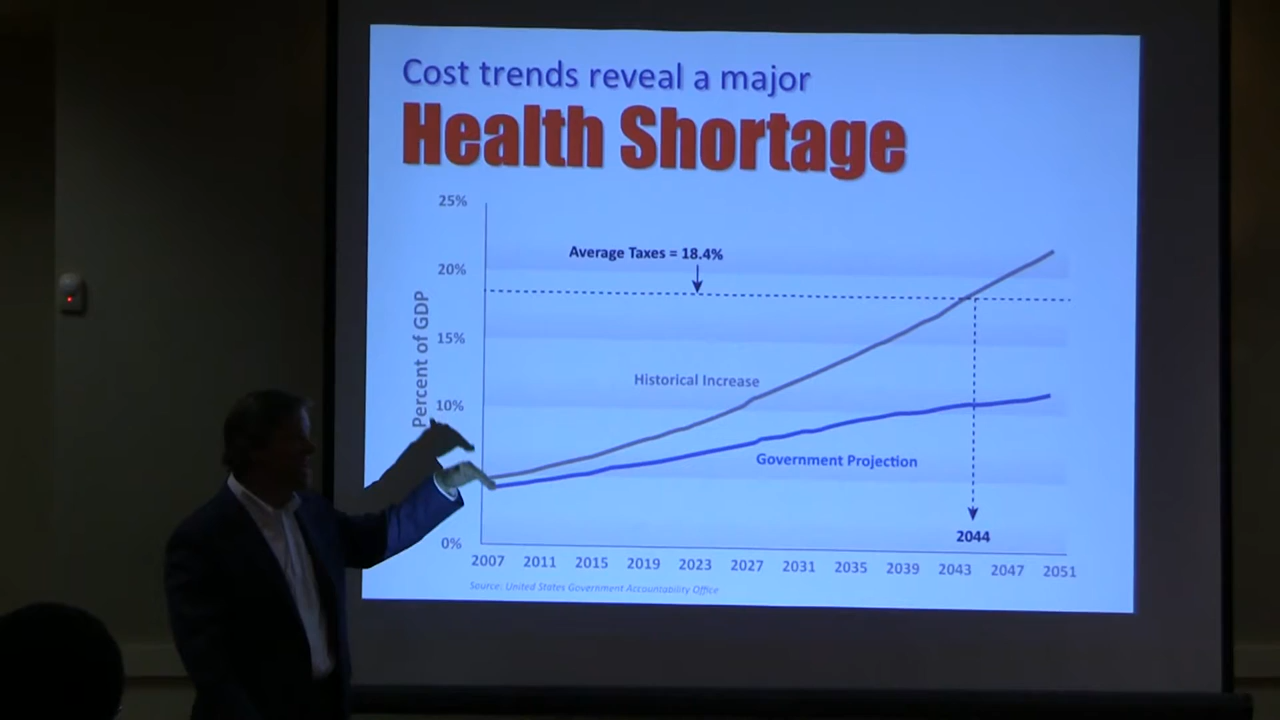 Cost trends reveal a major
Health Shortage
25%
Average Taxes = 18.4%
20%
Percent of GDP
15%
Historical Increase
10%
Government Projection
2044
0%
2007 2011 2015 2019 2023 2027 2031 2035 2039 2043 2047 2051
Source: United States Government Accountability Office